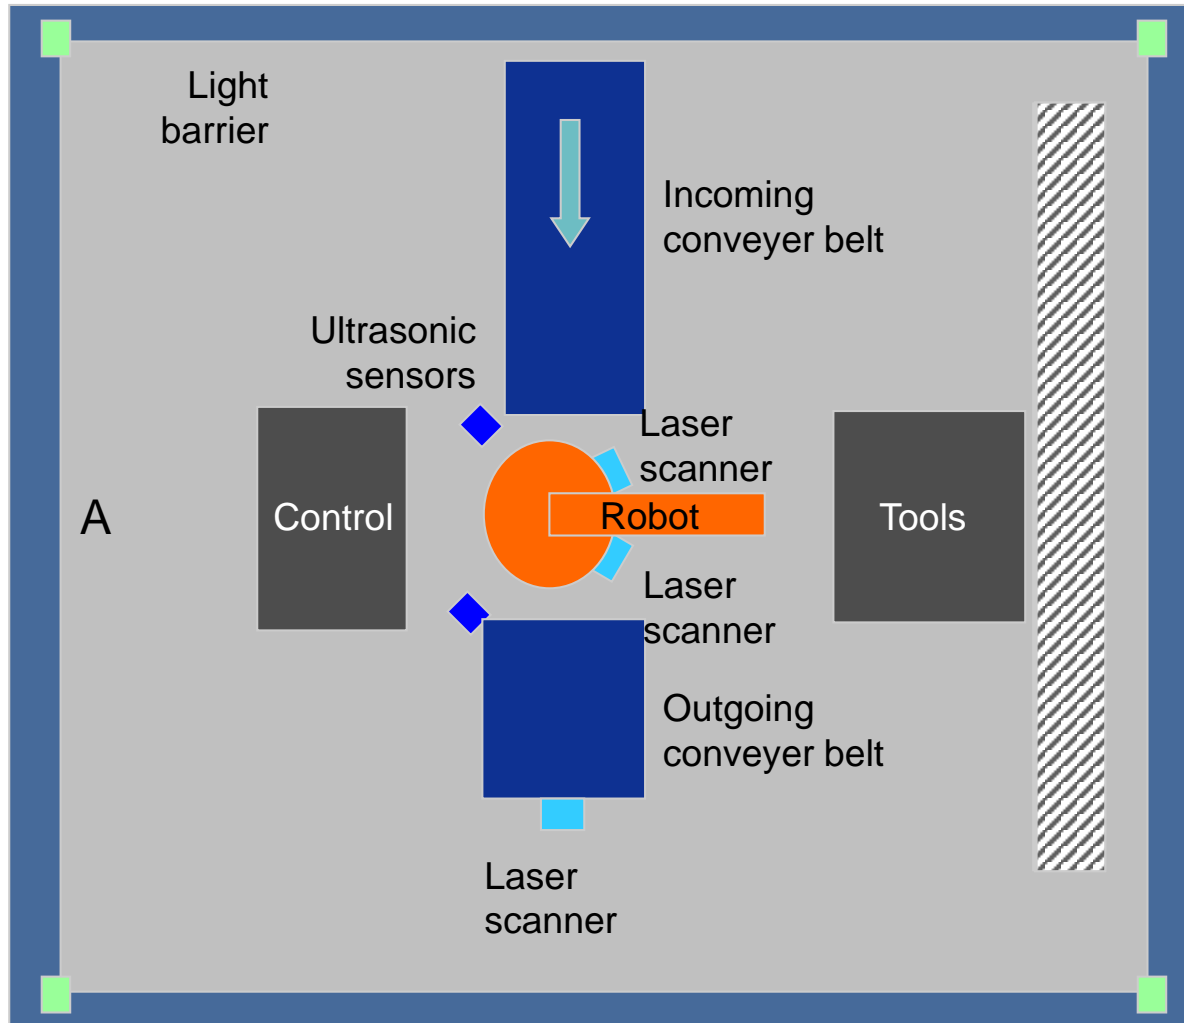 Light
barrier
Incoming
conveyer belt
Ultrasonic
sensors
Laser
scanner
A
Control
Robot
Tools
Laser
scanner
Outgoing
conveyer belt
Laser
scanner